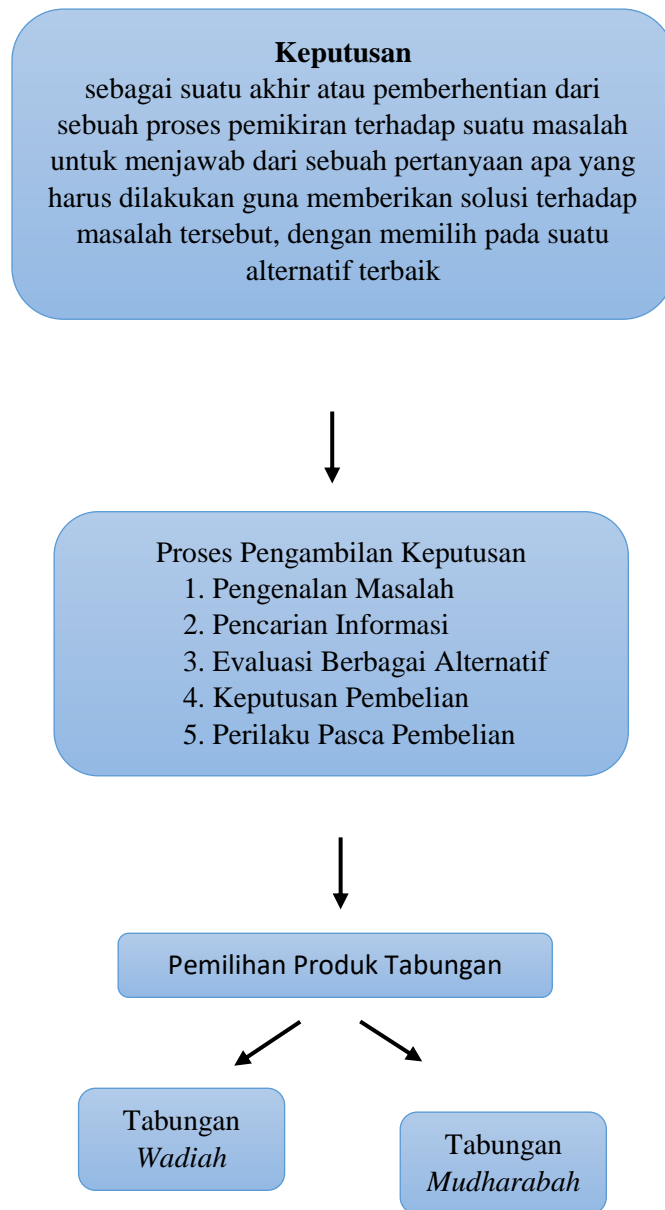 Keputusan
sebagai suatu akhir atau pemberhentian dari
sebuah proses pemikiran terhadap suatu masalah
untuk menjawab dari sebuah pertanyaan apa yang
harus dilakukan guna memberikan solusi terhadap
masalah tersebut, dengan memilih pada suatu
alternatif terbaik
Proses Pengambilan Keputusan
1. Pengenalan Masalah
2. Pencarian Informasi
3. Evaluasi Berbagai Alternatif
4. Keputusan Pembelian
5. Perilaku Pasca Pembelian
Pemilihan Produk Tabungan
Tabungan
Wadiah
Tabungan
Mudharabah